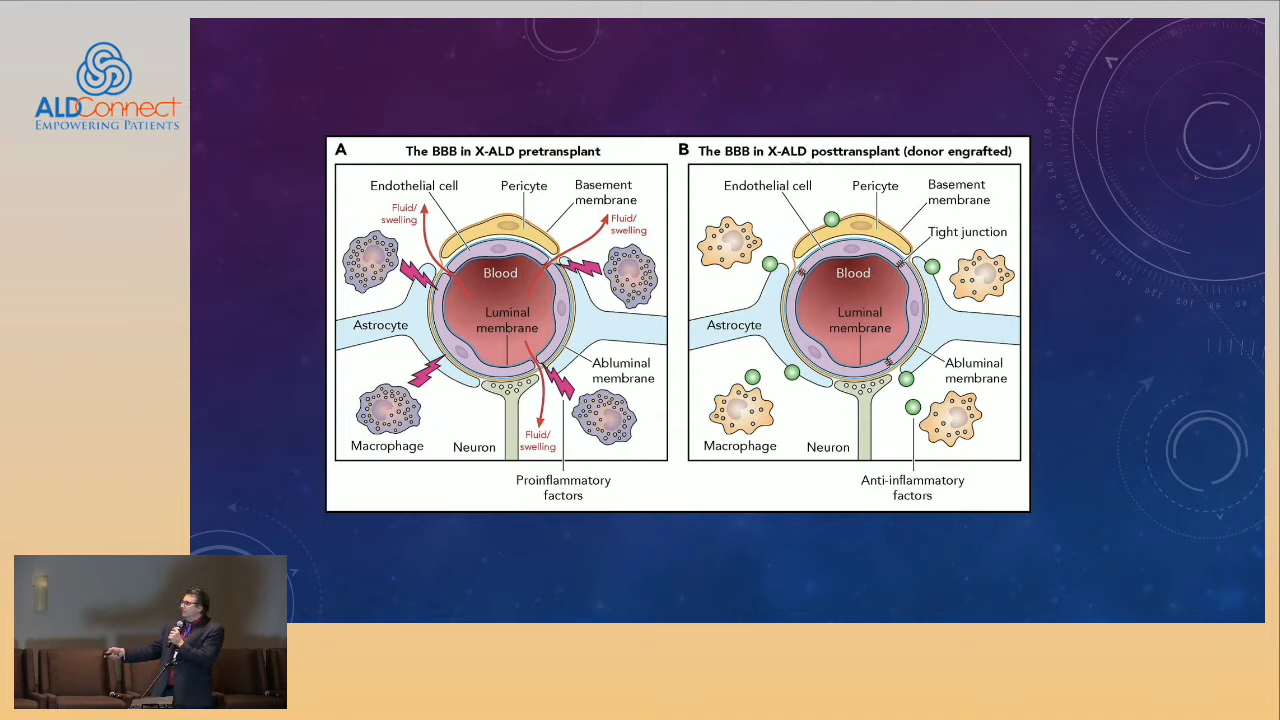 ALDConnect
EMPOWERING PATIENTS
A
The BBB in X-ALD pretransplant
Endothelial cell
Pericyte
Basement
membrane
Fluid/
swelling
Fluid/
swelling
Blood
Luminal
membrane
Astrocyte
Abluminal
membrane
Macrophage
Neuron
Fluid/
swelling
Proinflammatory
factors
B
The BBB in X-ALD posttransplant (donor engrafted)
Endothelial cell
Pericyte
Basement
membrane
Tight junction
Blood
Luminal
membrane
Astrocyte
Abluminal
membrane
Macrophage
Neuron
Anti-inflammatory
factors